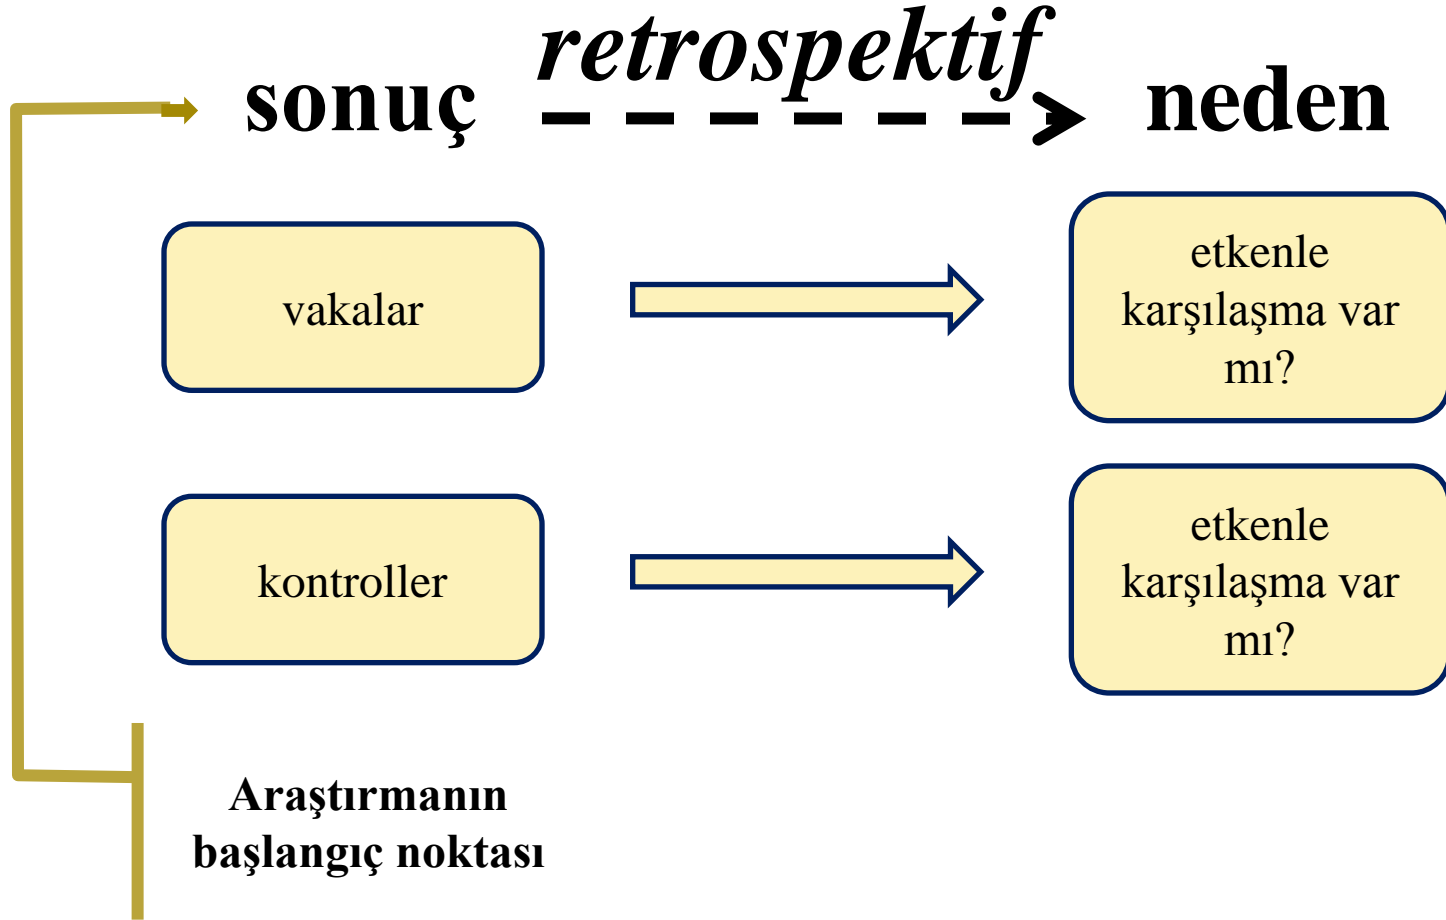 retrospektif
sonuç
neden
vakalar
etkenle
karşılaşma var
mı?
kontroller
etkenle
karşılaşma var
mı?
Araştırmanın
başlangıç noktası